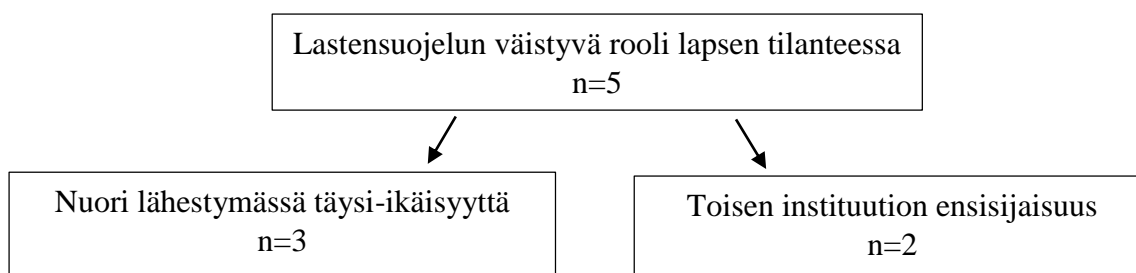 Lastensuojelun väistyvä rooli lapsen tilanteessa
n=5
Nuori lähestymässä täysi-ikäisyyttä
n=3
Toisen instituution ensisijaisuus
n=2